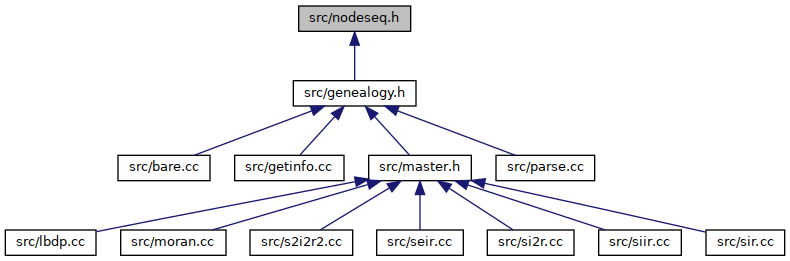 src/nodeseq.h
src/genealogy.h
src/bare.cc
src/getinfo.cc
src/master.h
src/parse.cc
src/lbdp.cc
src/moran.cc
src/s2i2r2.cc
src/seir.cc
src/si2r.cc
src/siir.cc
src/sir.cc